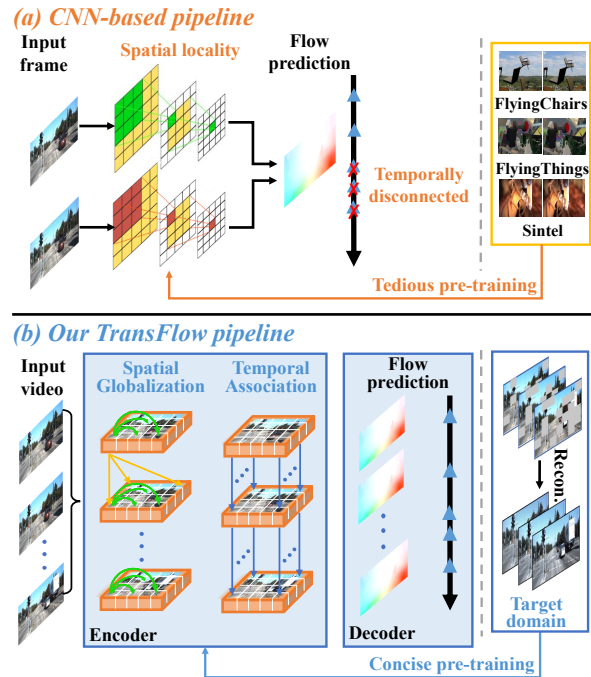 (a) CNN-based pipeline
Input
frame
Spatial locality
Flow
prediction
FlyingChairs
FlyingThings
Sintel
Temporally
disconnected
Tedious pre-training
(b) Our TransFlow pipeline
Input
video
Spatial
Globalization
Temporal
Association
Flow
prediction
Recon.
Encoder
Decoder
Target
domain
Concise pre-training